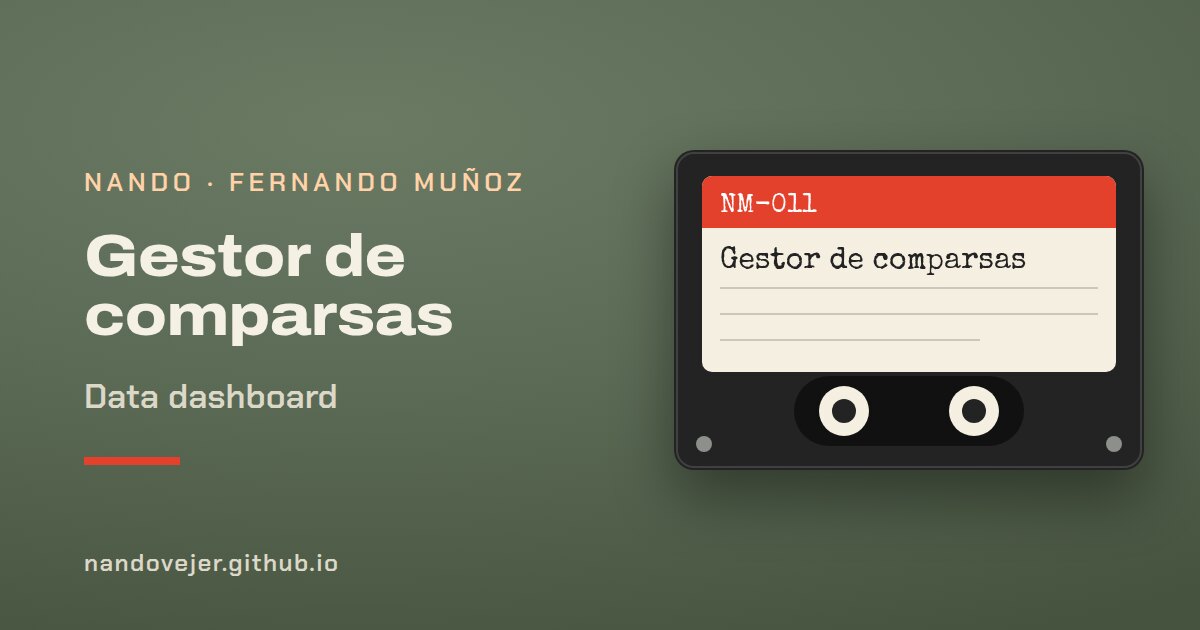 NANDO · FERNANDO MUÑOZ
Gestor de
comparsas
Data dashboard
nandovejer.github.io
NM-011
Gestor de comparsas